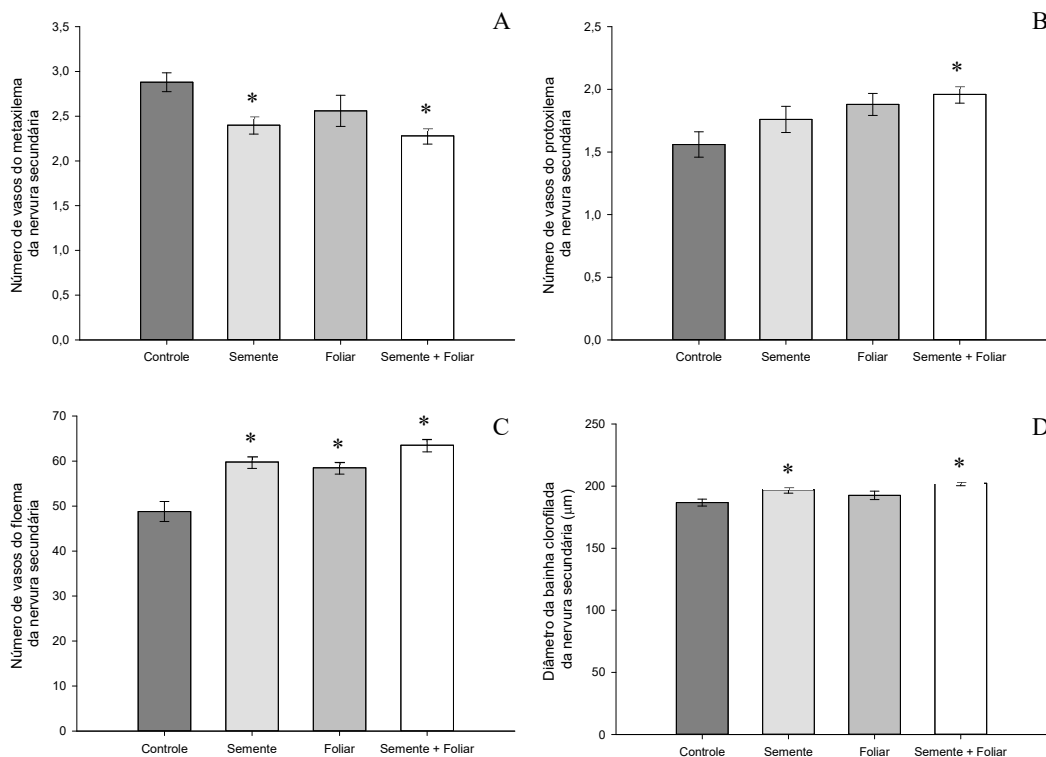 A
Número de vasos do metaxilema
da nervura secundária
3,5
3,0
2,5
2,0
1,5
1,0
0,5
0,0
*
*
Controle
Semente
Foliar
Semente + Foliar
B
Número de vasos do protoxilema
da nervura secundária
2,5
2,0
1,5
1,0
0,5
0,0
*
Controle
Semente
Foliar
Semente + Foliar
C
Número de vasos do floema
da nervura secundária
70
60
50
40
30
20
10
0
*
*
*
Controle
Semente
Foliar
Semente + Foliar
D
Diâmetro da bainha clorofilada
da nervura secundária (μm)
250
200
150
100
50
0
*
*
Controle
Semente
Foliar
Semente + Foliar